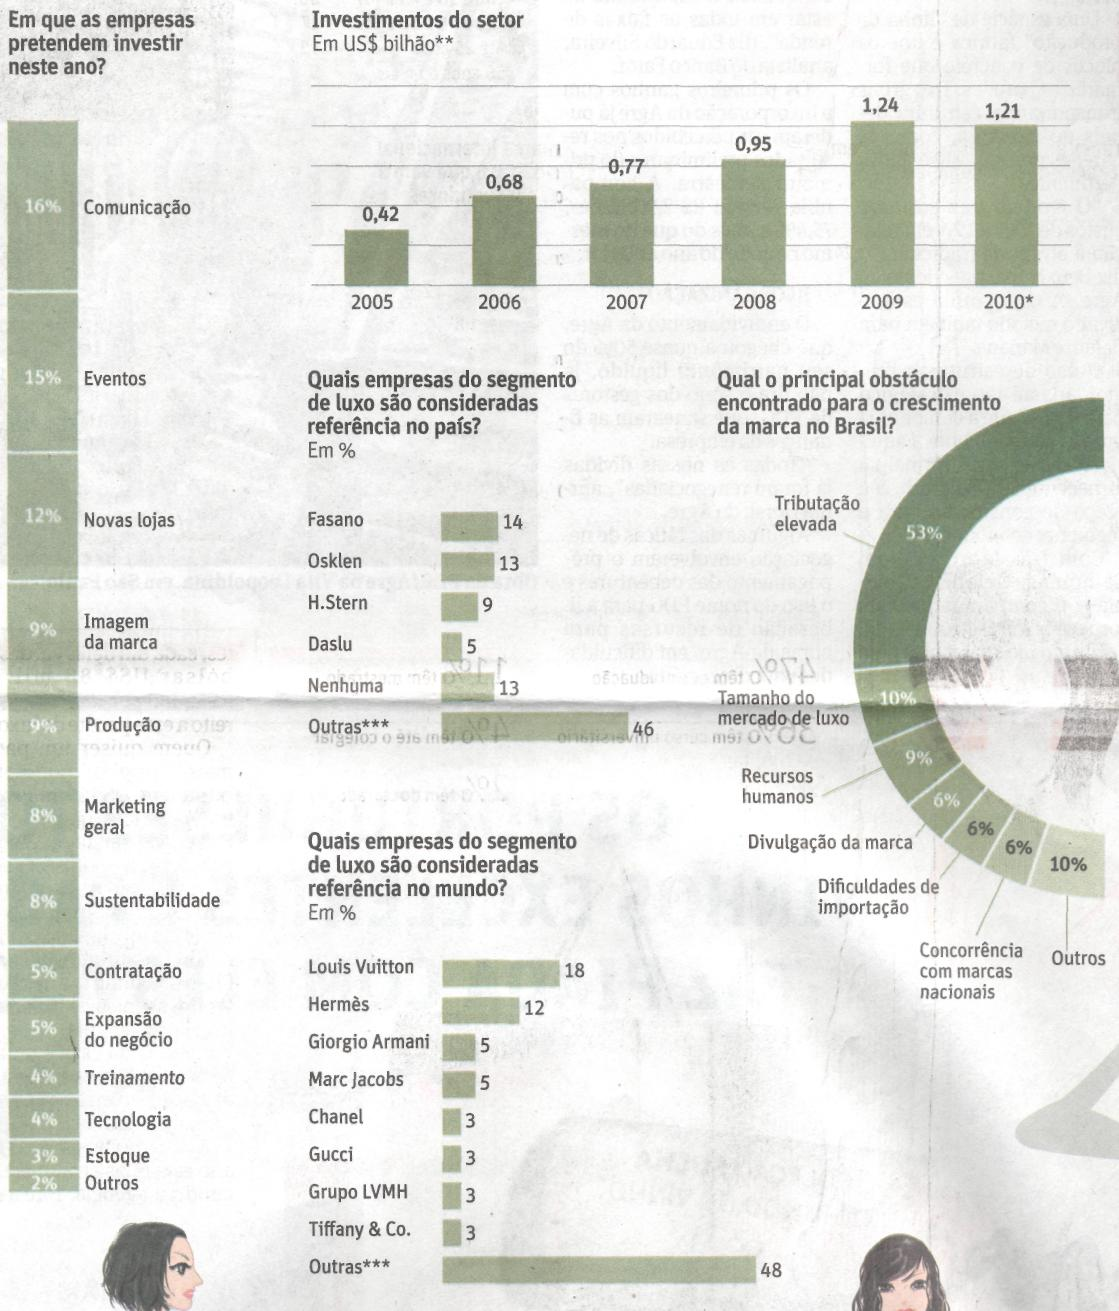 Em que as empresas
pretendem investir
neste ano?
16%
Comunicação
15%
Eventos
12%
Novas lojas
9%
Imagem
da marca
9%
Produção
8%
Marketing
geral
8%
Sustentabilidade
5%
Contratação
5%
Expansão
do negócio
4%
Treinamento
4%
Tecnologia
3%
Estoque
2%
Outros
Investimentos do setor
Em US$ bilhão**
0,42
0,68
0,77
0,95
1,24
1,21
2005
2006
2007
2008
2009
2010*
Quais empresas do segmento
de luxo são consideradas
referência no país?
Em %
Fasano 14
Osklen 13
H.Stern 9
Daslu 5
Nenhuma 13
Outras*** 46
Quais empresas do segmento
de luxo são consideradas
referência no mundo?
Em %
Louis Vuitton 18
Hermès 12
Giorgio Armani 5
Marc Jacobs 5
Chanel 3
Gucci 3
Grupo LVMH 3
Tiffany & Co. 3
Outras*** 48
Qual o principal obstáculo
encontrado para o crescimento
da marca no Brasil?
Tributação
elevada
53%
10%
Tamanho do
mercado de luxo
9%
Recursos
humanos
6%
Divulgação da marca
6%
Dificuldades de
importação
6%
Concorrência
com marcas
nacionais
10%
Outros